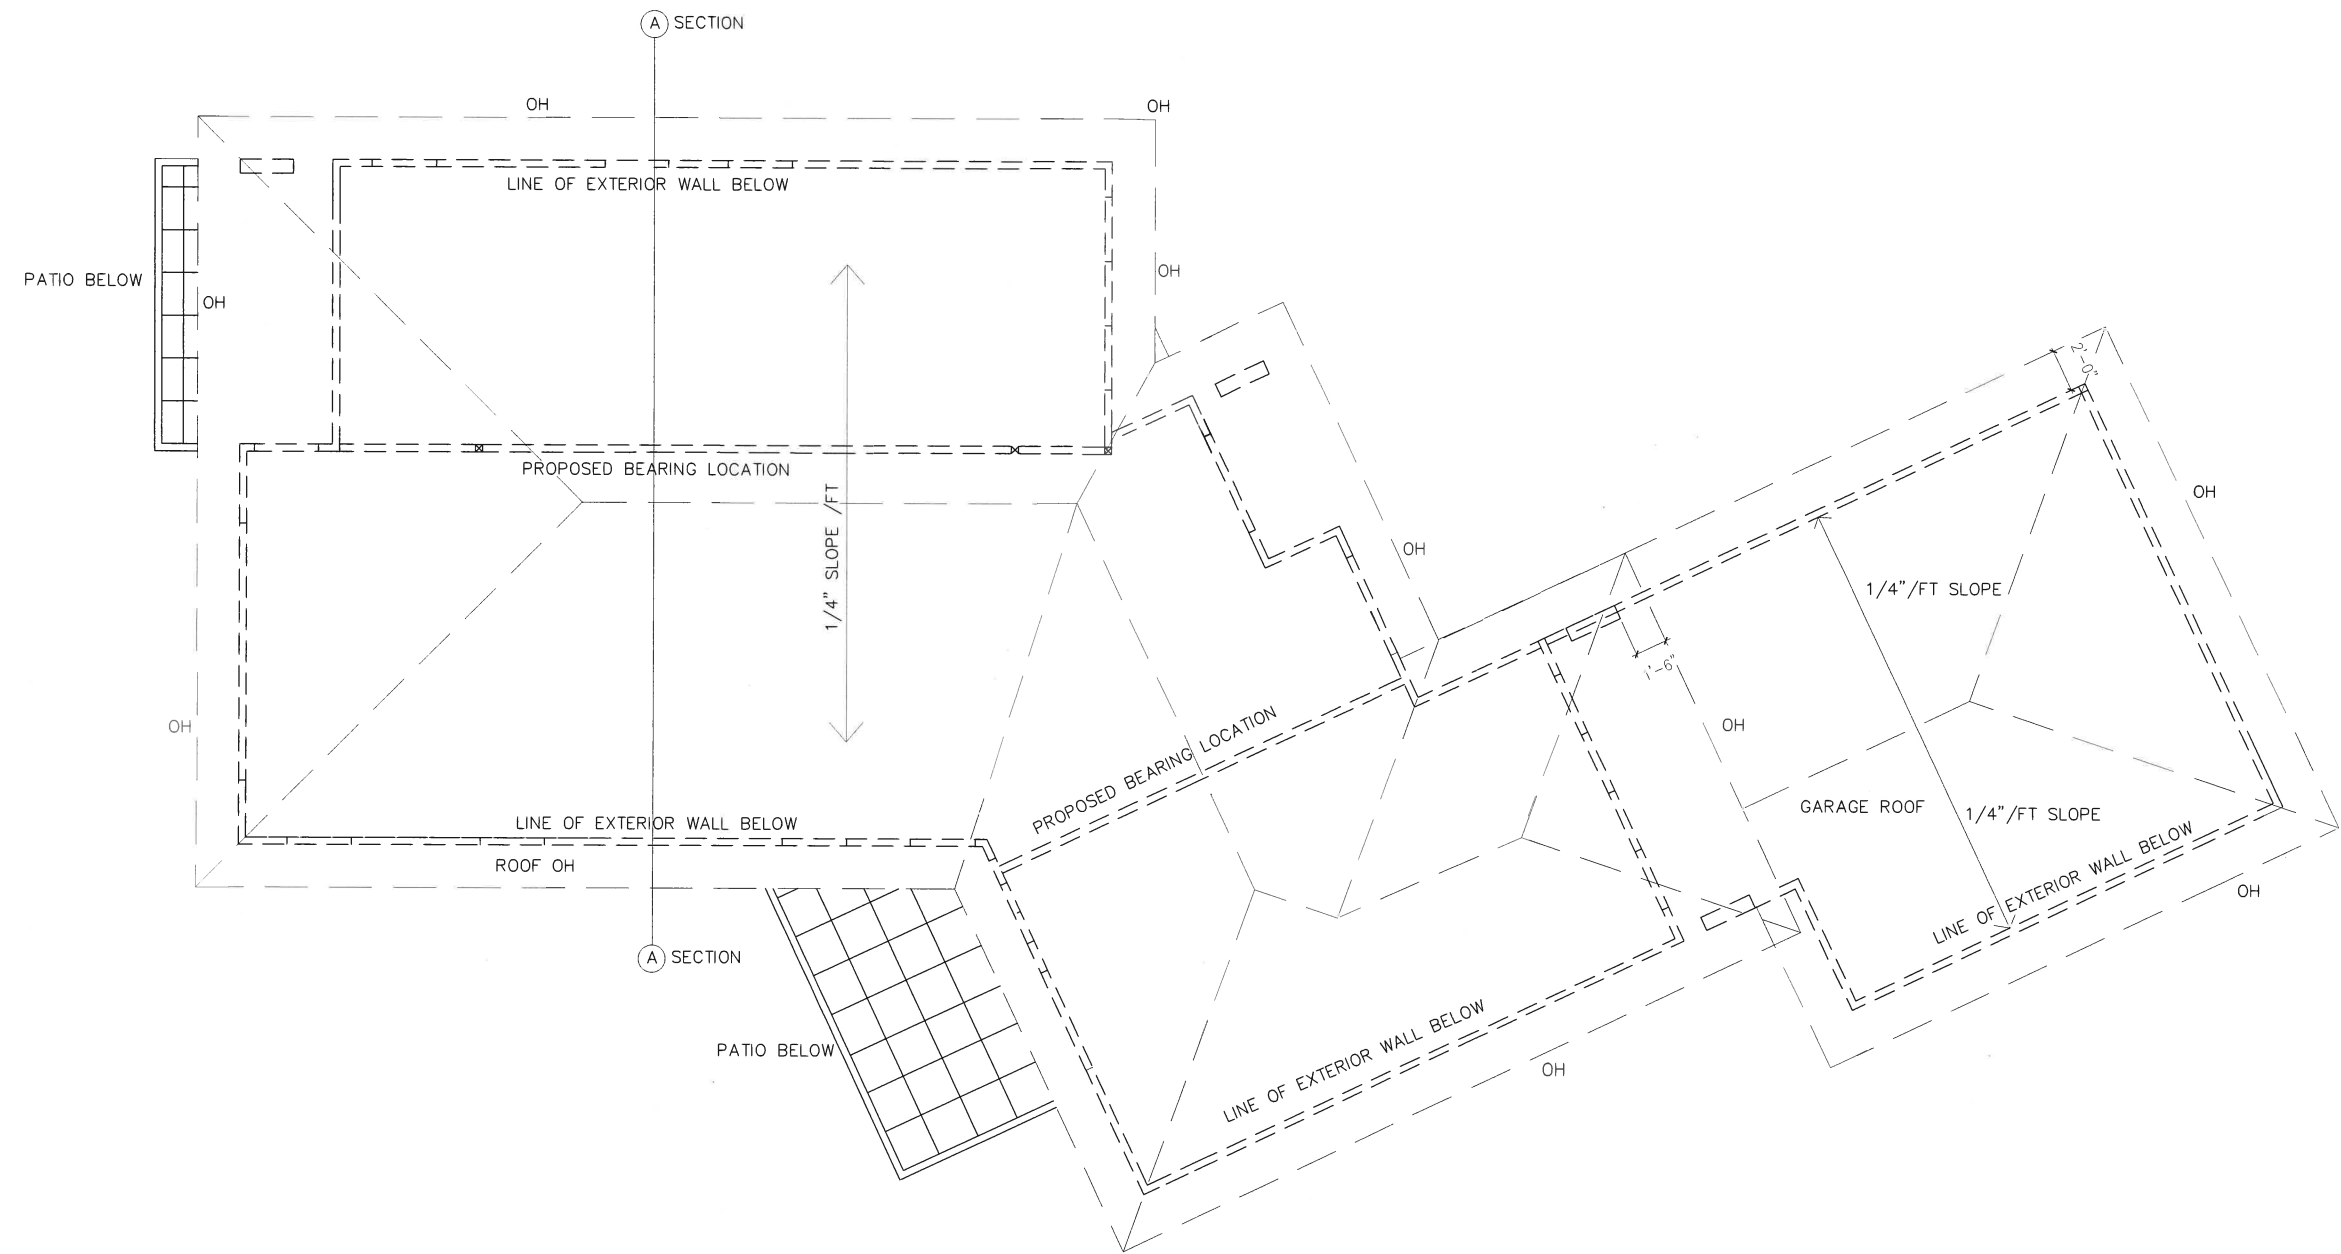 A SECTION
OH
OH
LINE OF EXTERIOR WALL BELOW
PATIO BELOW
OH
OH
2'-0"
PROPOSED BEARING LOCATION
1/4" SLOPE /FT
OH
OH
1/4"/FT SLOPE
1'-6"
OH
OH
PROPOSED BEARING LOCATION
GARAGE ROOF
1/4"/FT SLOPE
LINE OF EXTERIOR WALL BELOW
ROOF OH
LINE OF EXTERIOR WALL BELOW
OH
A SECTION
PATIO BELOW
LINE OF EXTERIOR WALL BELOW
OH